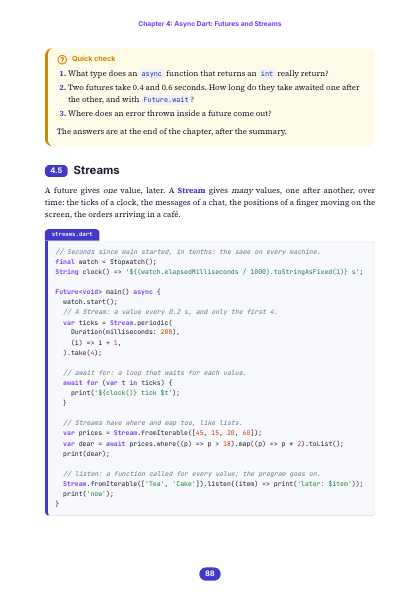 Chapter 4: Async Dart: Futures and Streams
Quick check
1. What type does an async function that returns an int really return?
2. Two futures take 0.4 and 0.6 seconds. How long do they take awaited one after
the other, and with Future.wait?
3. Where does an error thrown inside a future come out?
The answers are at the end of the chapter, after the summary.
4.5 Streams
A future gives one value, later. A Stream gives many values, one after another, over
time: the ticks of a clock, the messages of a chat, the positions of a finger moving on the
screen, the orders arriving in a café.
streams.dart
// Seconds since main started, in tenths: the same on every machine.
final watch = Stopwatch();
String clock() => '${(watch.elapsedMilliseconds / 1000).toStringAsFixed(1)} s';
Future<void> main() async {
watch.start();
// A Stream: a value every 0.2 s, and only the first 4.
var ticks = Stream.periodic(
Duration(milliseconds: 200),
(i) => i + 1,
).take(4);
// await for: a loop that waits for each value.
await for (var t in ticks) {
print('${clock()} tick $t');
}
// Streams have where and map too, like lists.
var prices = Stream.fromIterable([45, 15, 20, 60]);
var dear = await prices.where((p) => p > 18).map((p) => p * 2).toList();
print(dear);
// listen: a function called for every value; the program goes on.
Stream.fromIterable(['Tea', 'Cake']).listen((item) => print('later: $item'));
print('now');
}
88